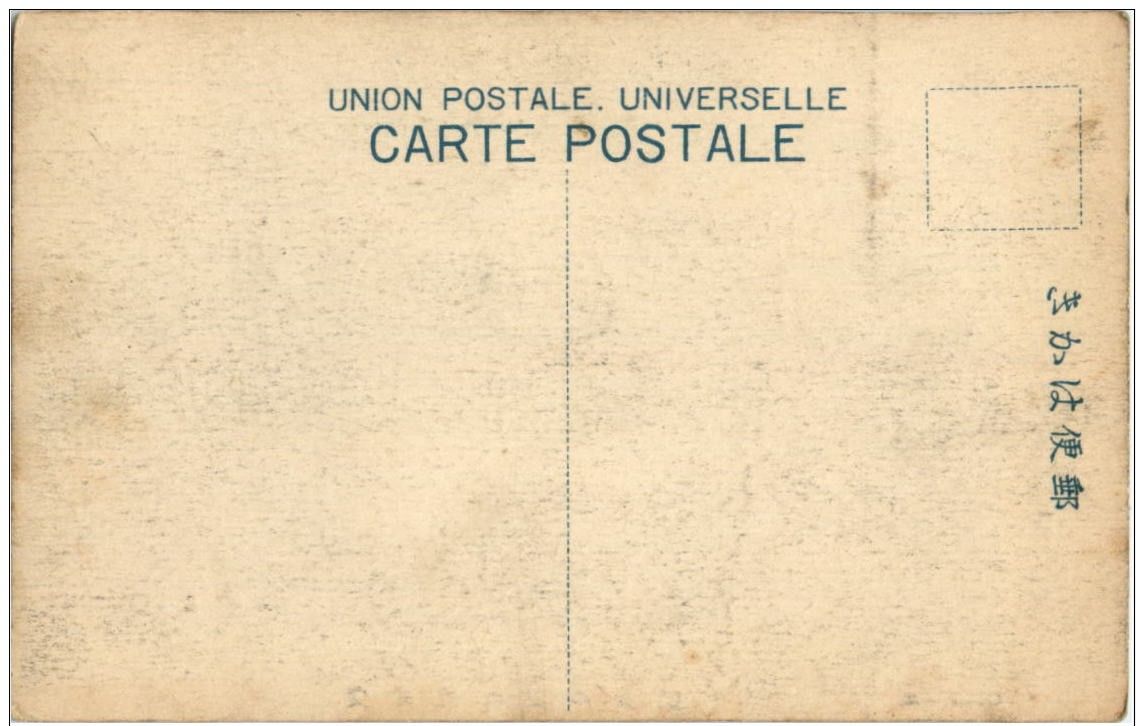 UNION POSTALE. UNIVERSELLE
CARTE POSTALE
きかは便郵